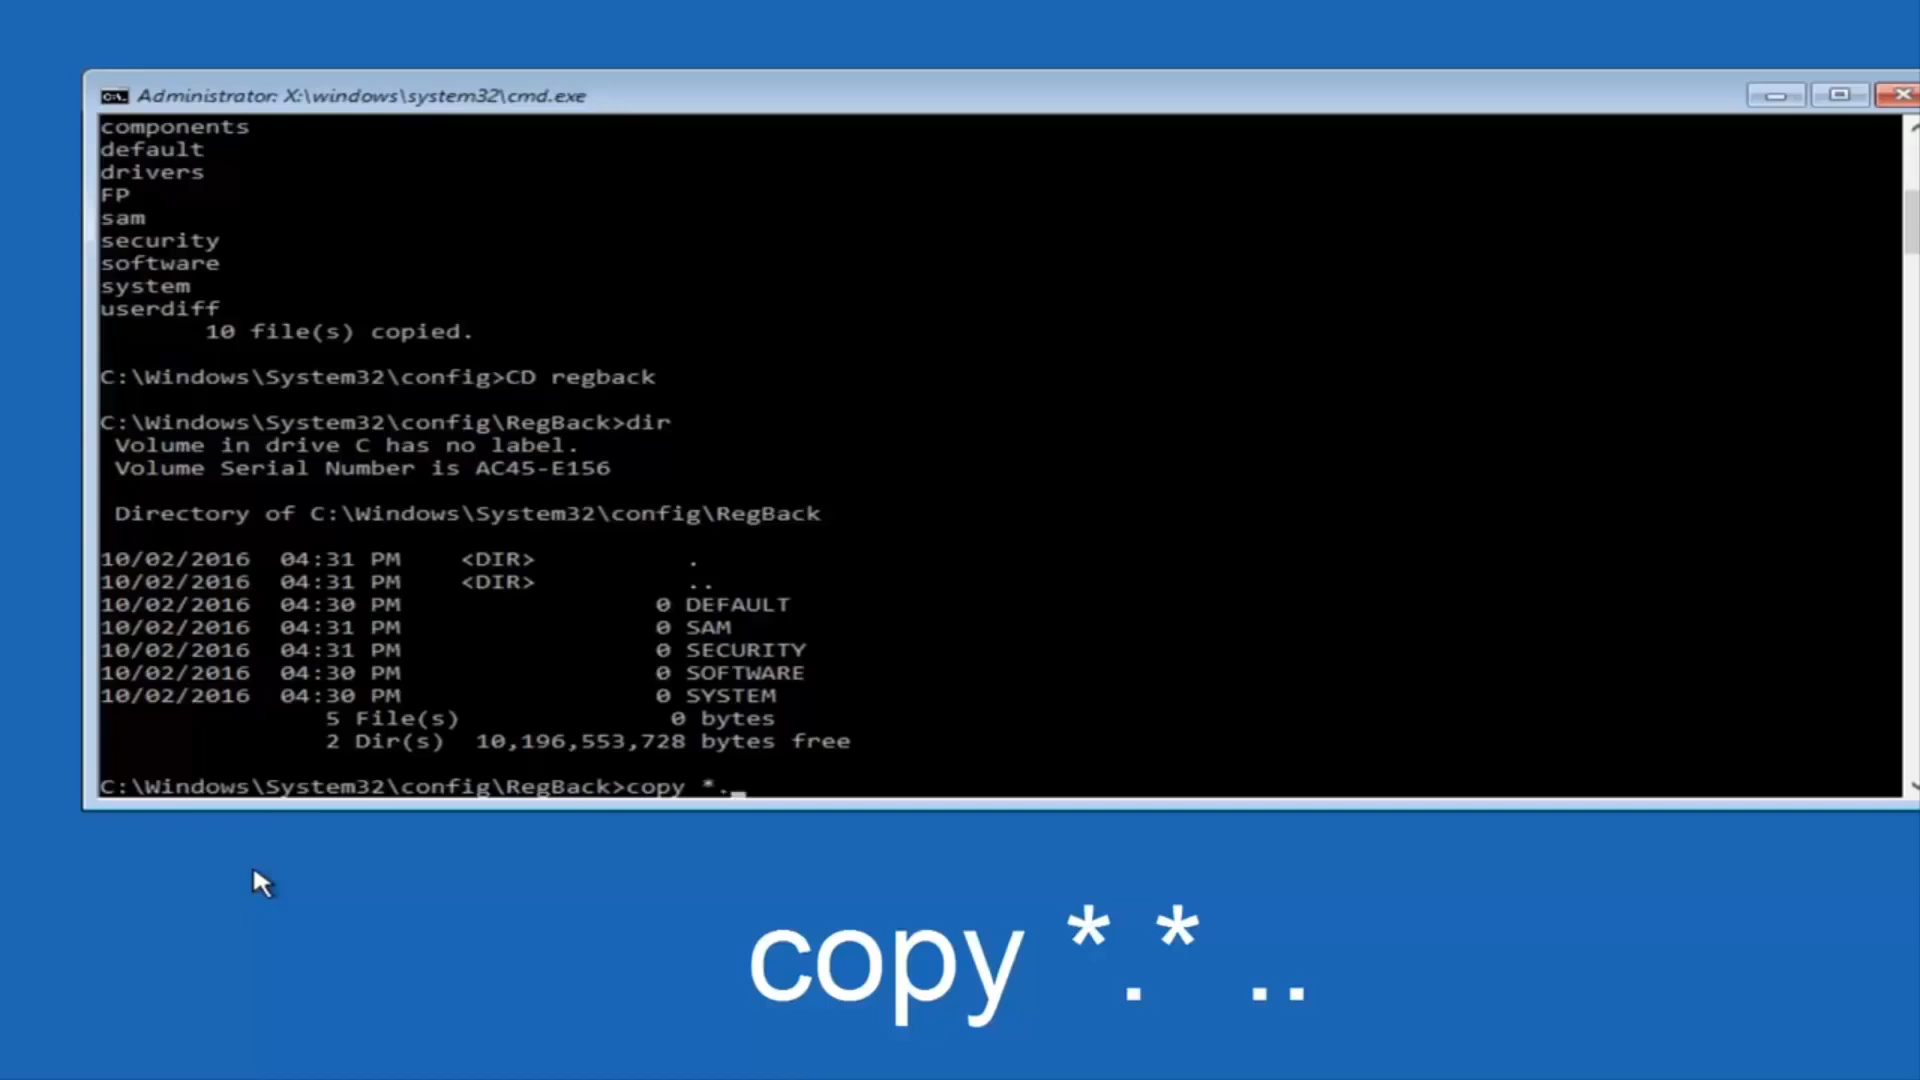 Administrator: X:\windows\system32\cmd.exe
components
default
drivers
FP
sam
security
software
system
userdiff
10 file(s) copied.
C:\Windows\System32\config>CD regback
C:\Windows\System32\config\RegBack>dir
Volume in drive C has no label.
Volume Serial Number is AC45-E156
Directory of C:\Windows\System32\config\RegBack
10/02/2016 04:31 PM <DIR> .
10/02/2016 04:31 PM <DIR> ..
10/02/2016 04:30 PM 0 DEFAULT
10/02/2016 04:31 PM 0 SAM
10/02/2016 04:31 PM 0 SECURITY
10/02/2016 04:30 PM 0 SOFTWARE
10/02/2016 04:30 PM 0 SYSTEM
5 File(s) 0 bytes
2 Dir(s) 10,196,553,728 bytes free
C:\Windows\System32\config\RegBack>copy *._
copy *.* ..